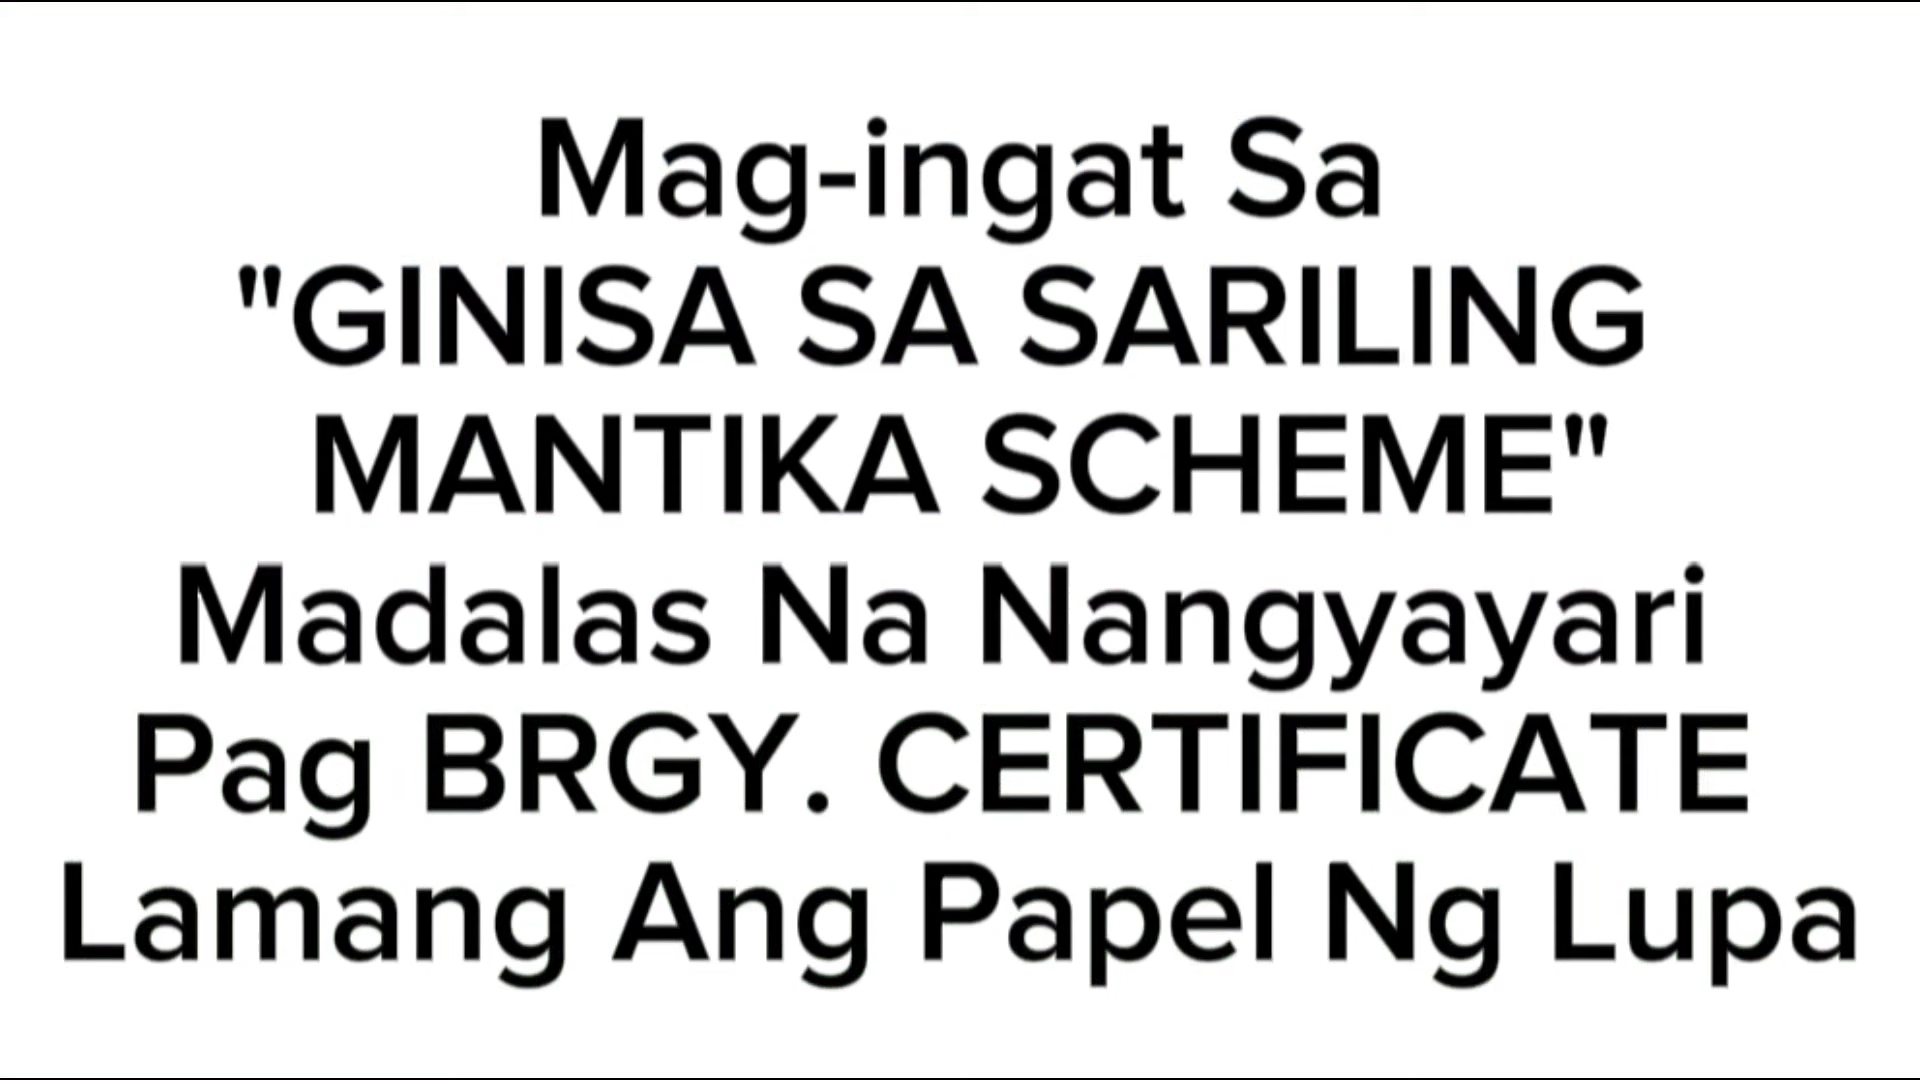 Mag-ingat Sa
"GINISA SA SARILING
MANTIKA SCHEME"
Madalas Na Nangyayari
Pag BRGY. CERTIFICATE
Lamang Ang Papel Ng Lupa